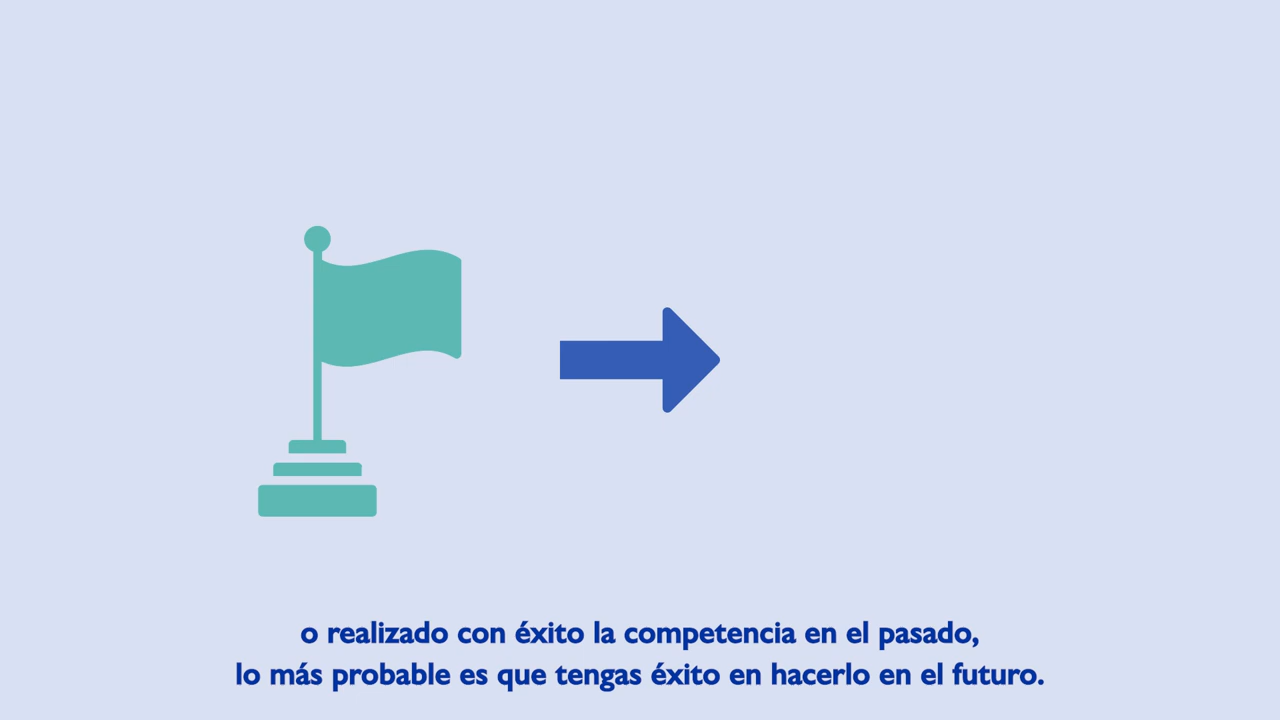 o realizado con éxito la competencia en el pasado,
lo más probable es que tengas éxito en hacerlo en el futuro.